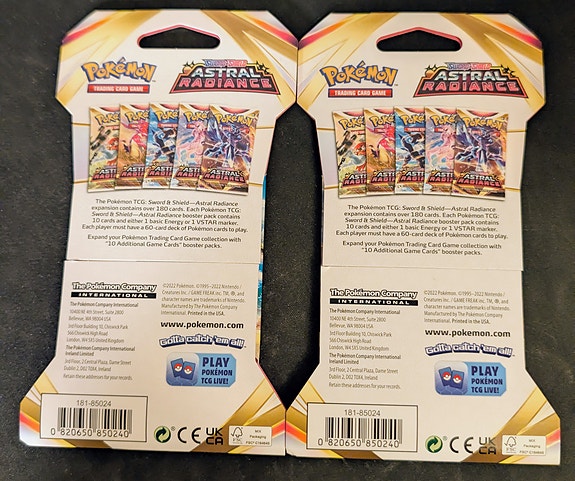 Pokémon
TRADING CARD GAME
SWORD & SHIELD
ASTRAL
RADIANCE
The Pokémon TCG: Sword & Shield—Astral Radiance
expansion contains over 180 cards. Each Pokémon TCG:
Sword & Shield—Astral Radiance booster pack contains
10 cards and either 1 basic Energy or 1 VSTAR marker.
Each player must have a 60-card deck of Pokémon cards to play.
Expand your Pokémon Trading Card Game collection with
"10 Additional Game Cards" booster packs.
The Pokémon Company
INTERNATIONAL
The Pokémon Company International
10400 NE 4th Street, Suite 2800
Bellevue, WA 98004 USA
3rd Floor Building 10, Chiswick Park
566 Chiswick High Road
London, W4 5XS United Kingdom
The Pokémon Company International
Ireland Limited
3rd Floor, 2 Central Plaza, Dame Street
Dublin 2, D02 T0X4, Ireland
Retain these addresses for your records.
©2022 Pokémon. ©1995–2022 Nintendo /
Creatures Inc. / GAME FREAK inc. TM, ®, and
character names are trademarks of Nintendo.
Manufactured by The Pokémon Company
International. Printed in the USA.
www.pokemon.com
Gotta catch 'em all!
PLAY
POKÉMON
TCG LIVE!
181-85024
0 820650 850240
CE
UK
CA
FSC
MIX
Packaging
Pokémon
TRADING CARD GAME
SWORD & SHIELD
ASTRAL
RADIANCE
The Pokémon TCG: Sword & Shield—Astral Radiance
expansion contains over 180 cards. Each Pokémon TCG:
Sword & Shield—Astral Radiance booster pack contains
10 cards and either 1 basic Energy or 1 VSTAR marker.
Each player must have a 60-card deck of Pokémon cards to play.
Expand your Pokémon Trading Card Game collection with
"10 Additional Game Cards" booster packs.
The Pokémon Company
INTERNATIONAL
The Pokémon Company International
10400 NE 4th Street, Suite 2800
Bellevue, WA 98004 USA
3rd Floor Building 10, Chiswick Park
566 Chiswick High Road
London, W4 5XS United Kingdom
The Pokémon Company International
Ireland Limited
3rd Floor, 2 Central Plaza, Dame Street
Dublin 2, D02 T0X4, Ireland
Retain these addresses for your records.
©2022 Pokémon. ©1995–2022 Nintendo /
Creatures Inc. / GAME FREAK inc. TM, ®, and
character names are trademarks of Nintendo.
Manufactured by The Pokémon Company
International. Printed in the USA.
www.pokemon.com
Gotta catch 'em all!
PLAY
POKÉMON
TCG LIVE!
181-85024
0 820650 850240
CE
UK
CA
FSC
MIX
Packaging